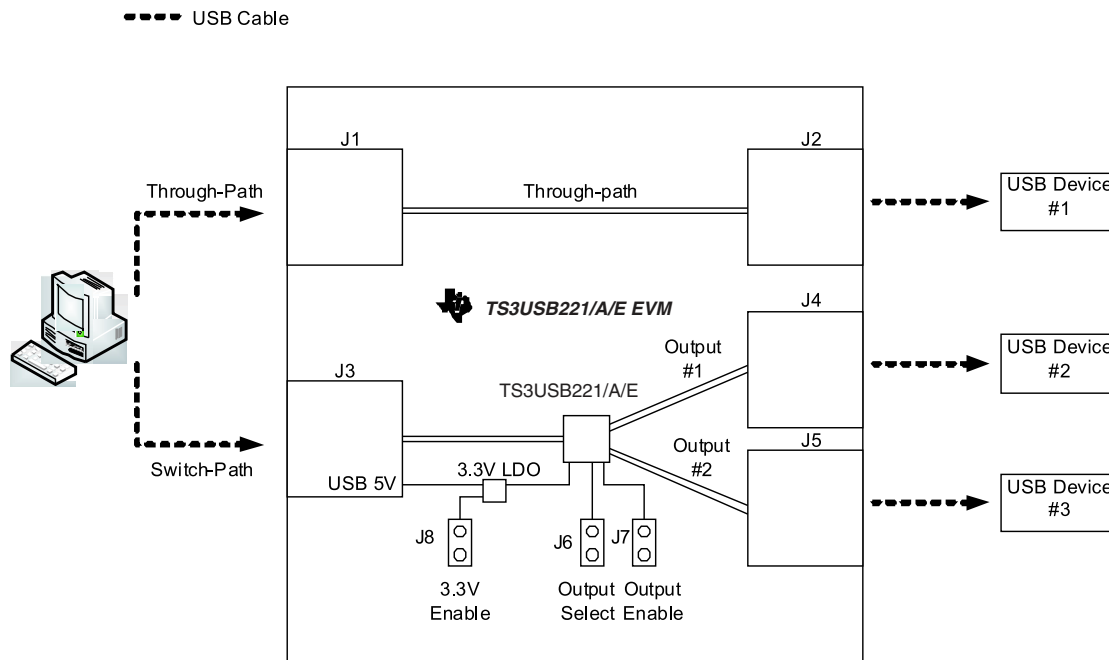 USB Cable
J1
J2
Through-Path
Through-path
USB Device
#1
TS3USB221/A/E EVM
J4
Output
#1
USB Device
#2
J3
TS3USB221/A/E
Output
#2
J5
Switch-Path
USB 5V
3.3V LDO
USB Device
#3
J8
J6
J7
3.3V
Enable
Output
Select
Output
Enable